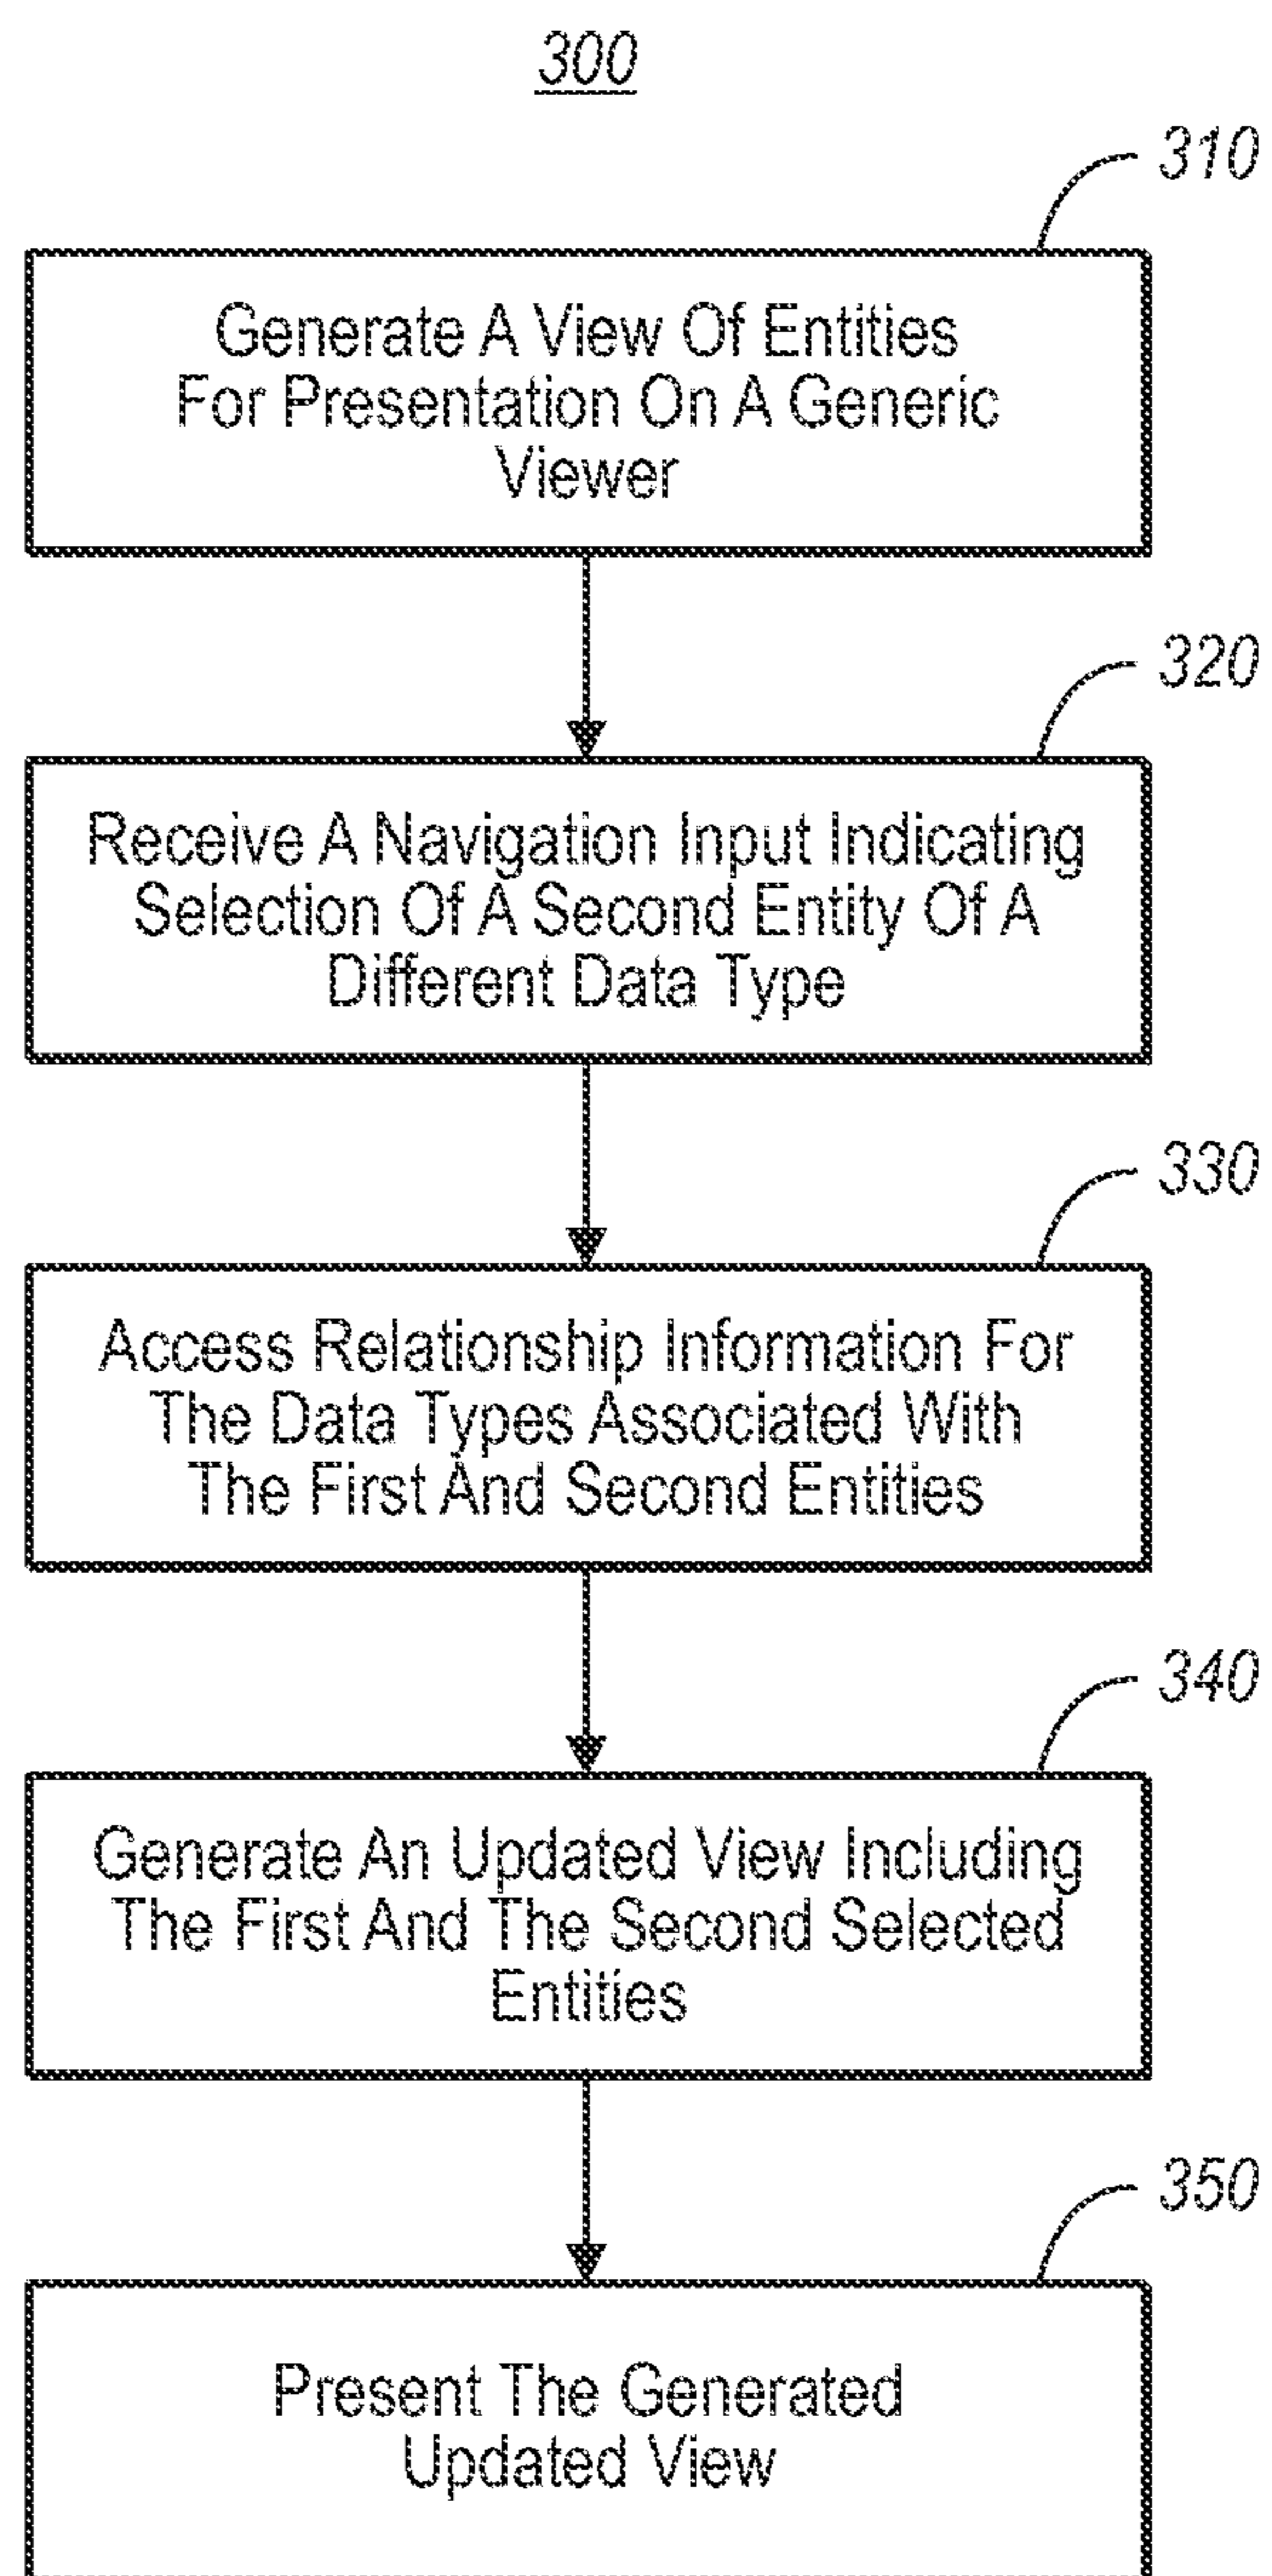 300
310
Generate A View Of Entities
For Presentation On A Generic
Viewer
320
Receive A Navigation Input Indicating
Selection Of A Second Entity Of A
Different Data Type
330
Access Relationship Information For
The Data Types Associated With
The First And Second Entities
340
Generate An Updated View Including
The First And The Second Selected
Entities
350
Present The Generated
Updated View